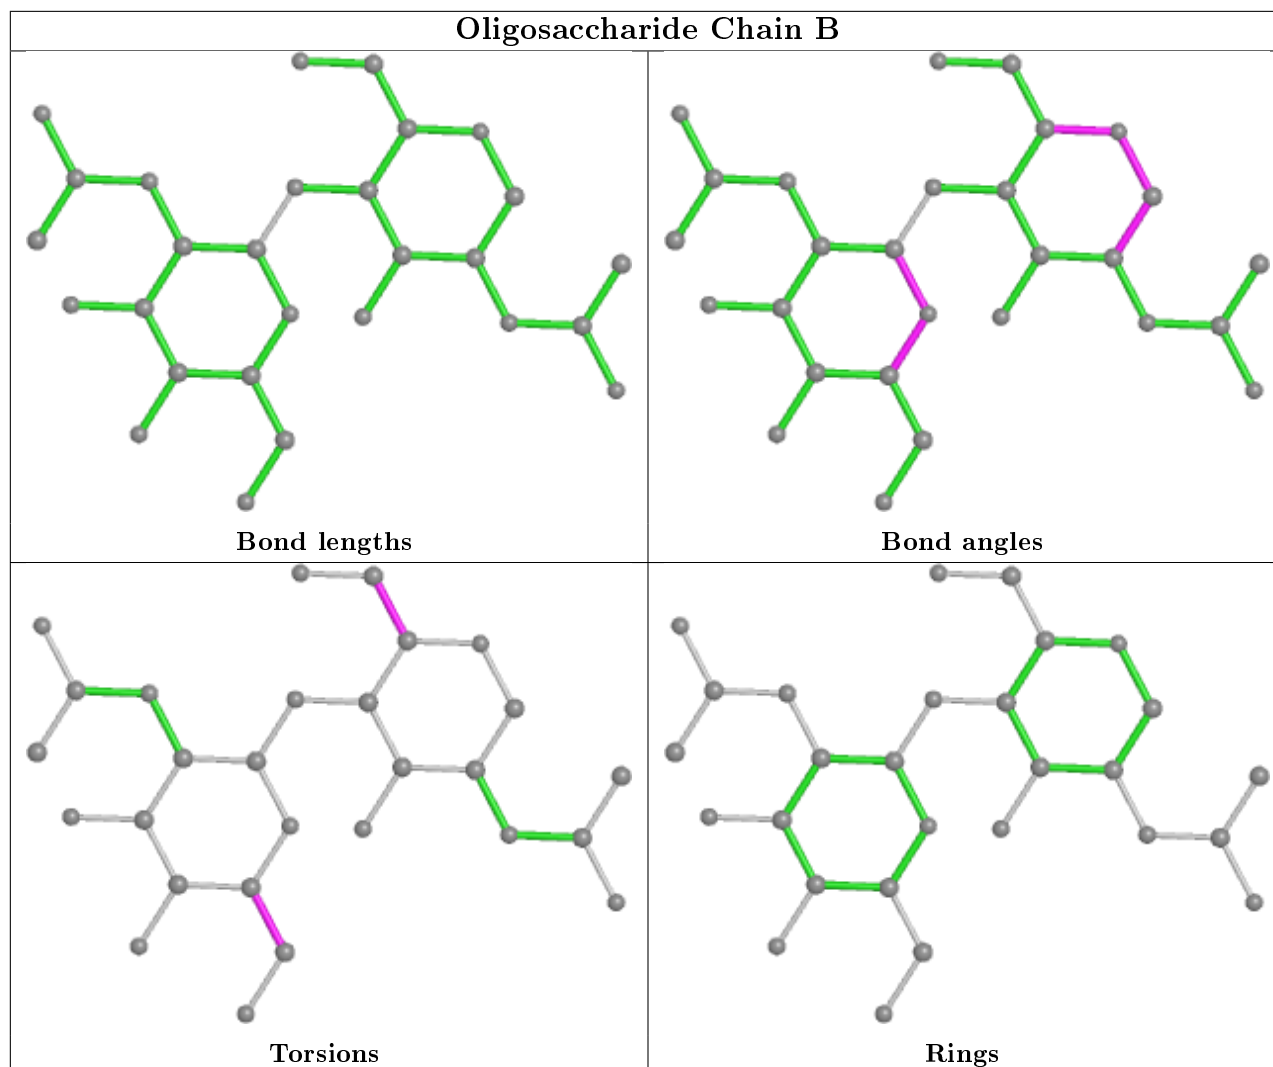 Oligosaccharide Chain B
Bond lengths
Bond angles
Torsions
Rings